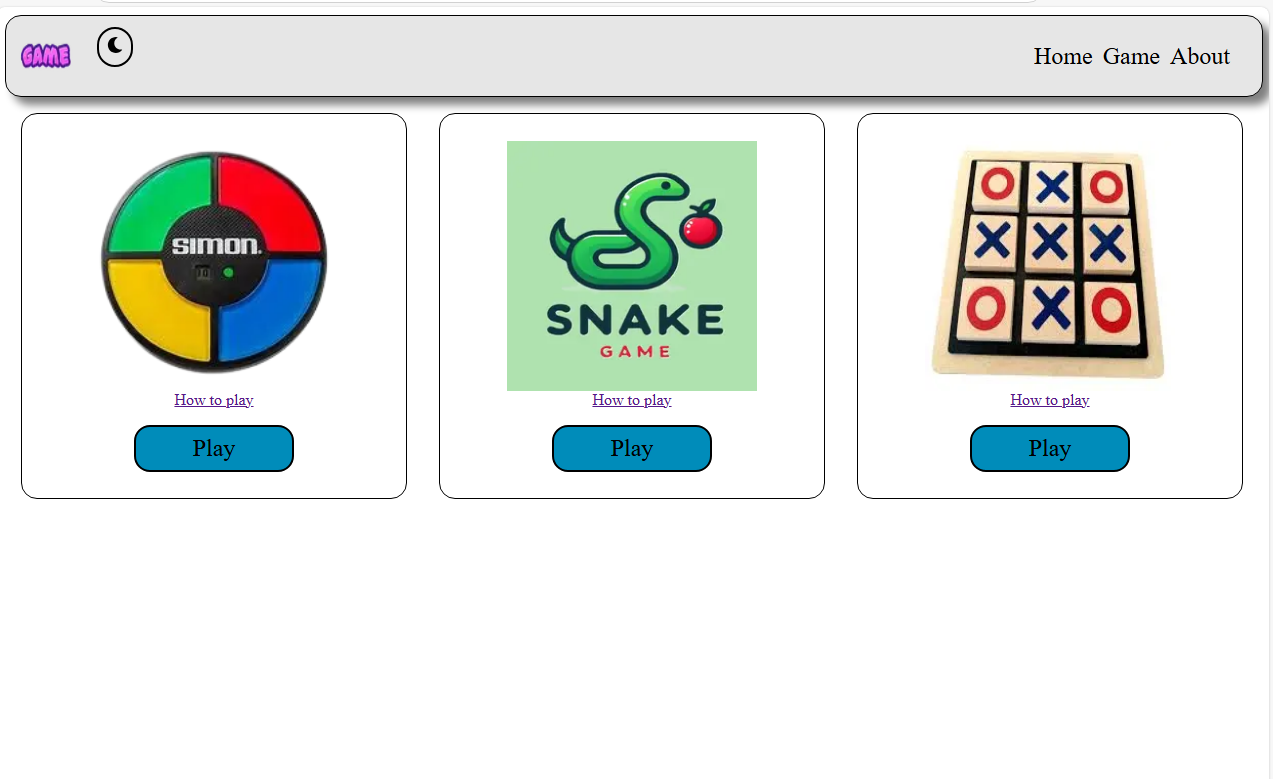 GAME
Home Game About
SIMON.
How to play
Play
SNAKE
GAME
How to play
Play
O X O
X X X
O X O
How to play
Play